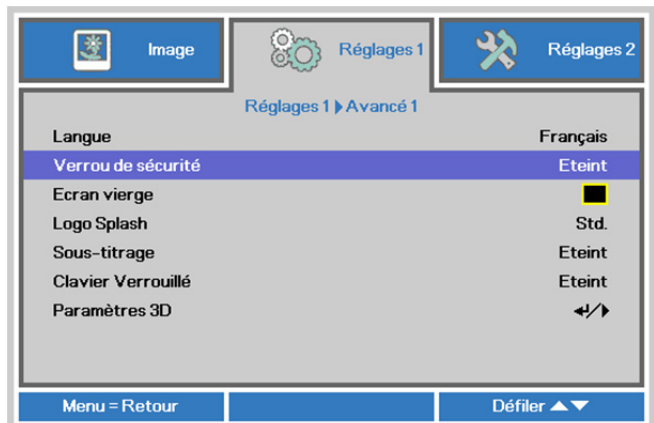 Image
Réglages 1
Réglages 2
Réglages 1 ▶ Avancé 1
Langue Français
Verrou de sécurité Eteint
Ecran vierge
Logo Splash Std.
Sous-titrage Eteint
Clavier Verrouillé Eteint
Paramètres 3D ↵/▶
Menu = Retour
Défiler ▲▼